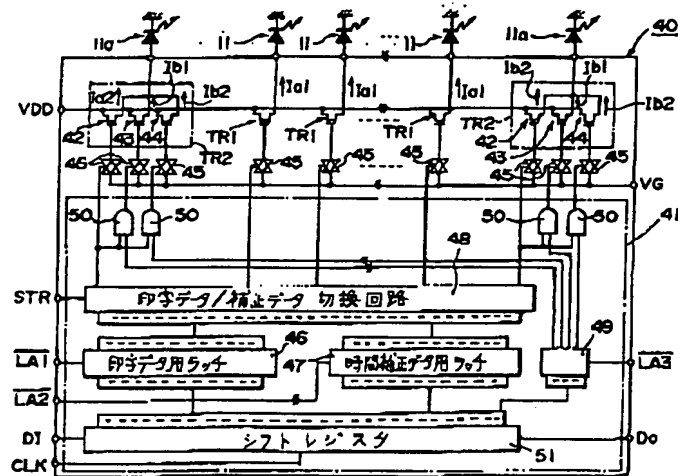 11a 11 11 11 11a 40
Ia2 Ib1 Ib2 Ia1 Ia1 Ia1 Ib2 Ib1
VDD Ib2
42 43 44 TR1 TR1 TR1 TR2 42 43 44 45
46 45 TR2 45 45 45 45 VG
50 50 50 50 41
48
STR 印字データ/補正データ 切換回路
46 49
LA1 印字データ用ラッチ 47 時間補正データ用ラッチ LA3
LA2
DI シフトレジスタ Do
CLK 51